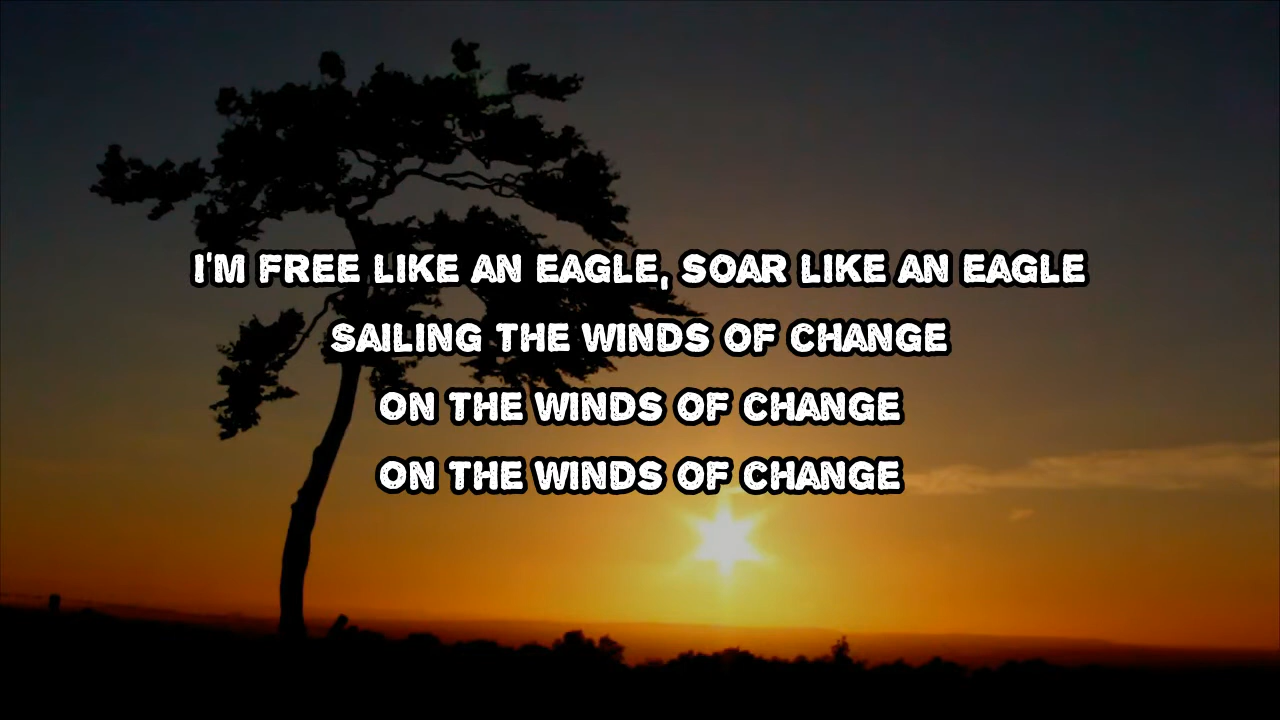 I'M FREE LIKE AN EAGLE, SOAR LIKE AN EAGLE
SAILING THE WINDS OF CHANGE
ON THE WINDS OF CHANGE
ON THE WINDS OF CHANGE